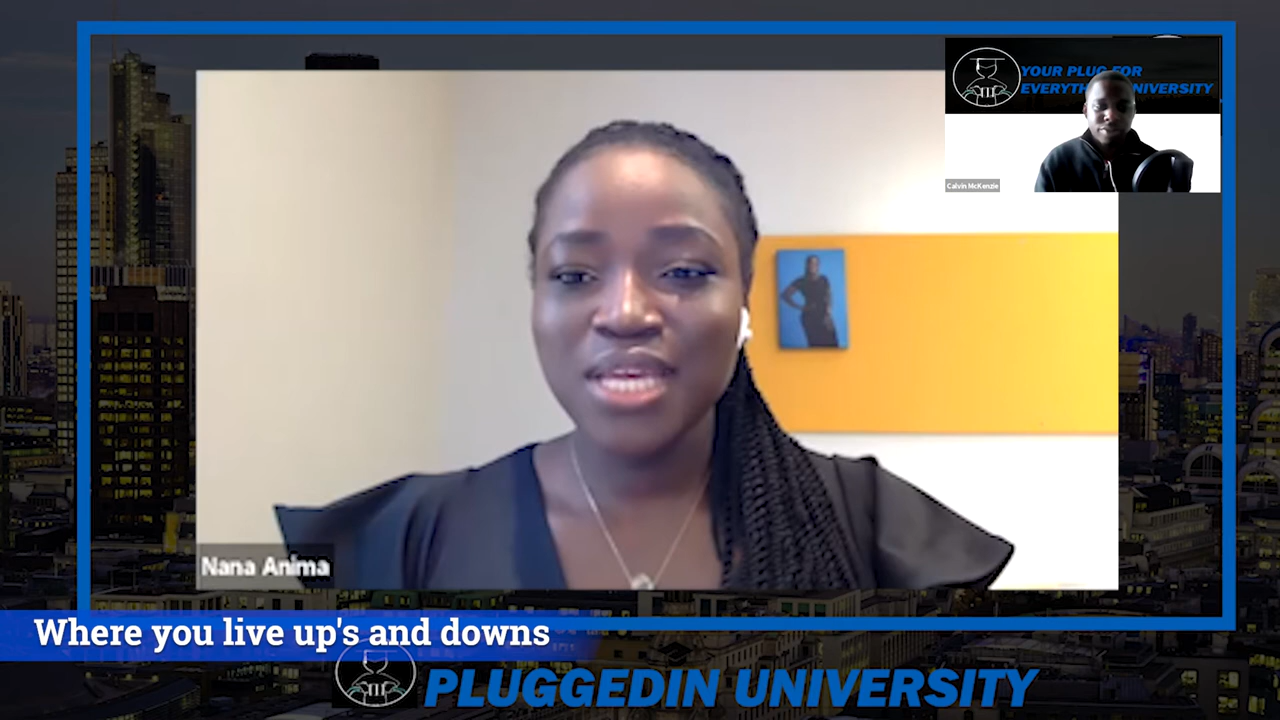 YOUR PLUG FOR
EVERYTH NIVERSITY
Calvin McKenzie
Nana Anima
Where you live up's and downs
PLUGGEDIN UNIVERSITY